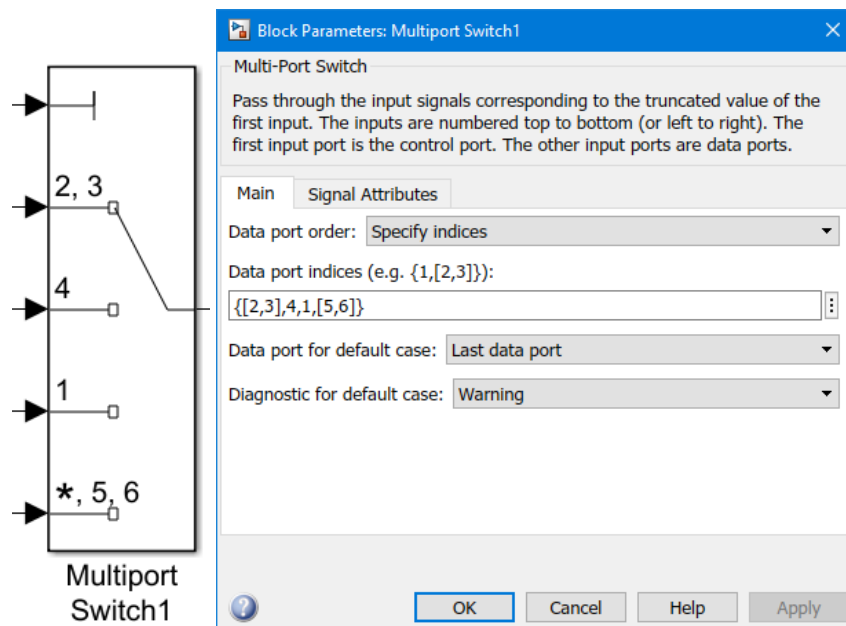 2, 3
4
1
*, 5, 6
Multiport
Switch1
Block Parameters: Multiport Switch1
Multi-Port Switch
Pass through the input signals corresponding to the truncated value of the
first input. The inputs are numbered top to bottom (or left to right). The
first input port is the control port. The other input ports are data ports.
Main Signal Attributes
Data port order: Specify indices
Data port indices (e.g. {1,[2,3]}):
{[2,3],4,1,[5,6]}
Data port for default case: Last data port
Diagnostic for default case: Warning
OK Cancel Help Apply